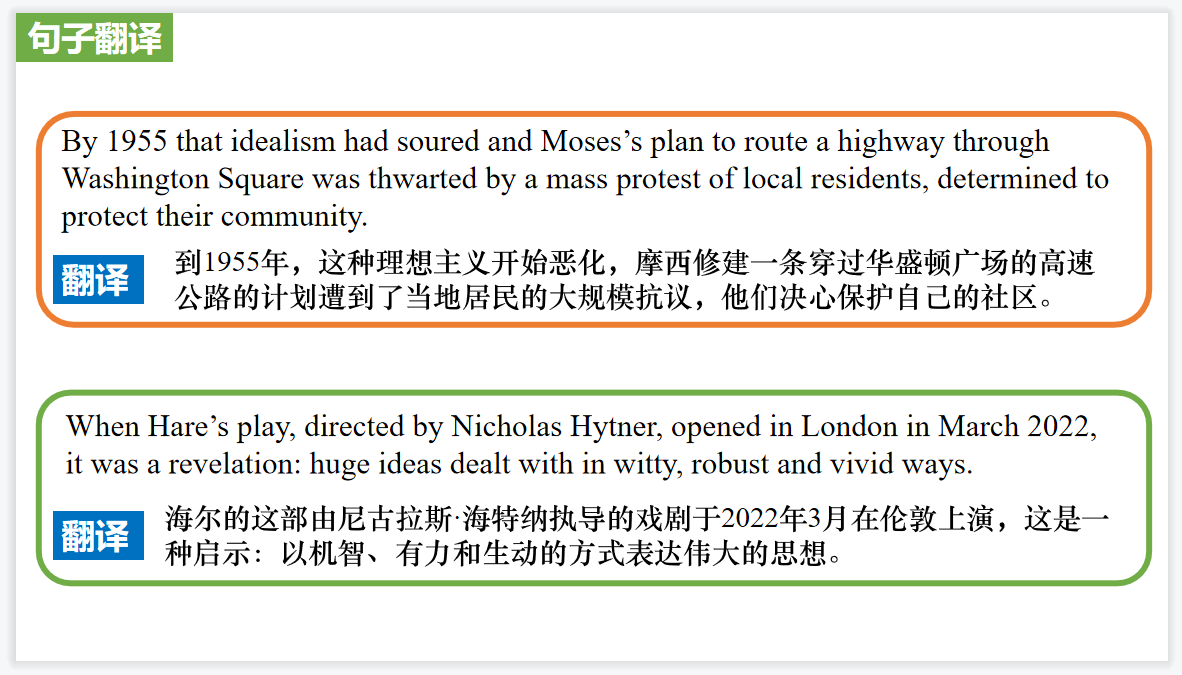 句子翻译
By 1955 that idealism had soured and Moses’s plan to route a highway through
Washington Square was thwarted by a mass protest of local residents, determined to
protect their community.
翻译
到1955年，这种理想主义开始恶化，摩西修建一条穿过华盛顿广场的高速
公路的计划遭到了当地居民的大规模抗议，他们决心保护自己的社区。
When Hare’s play, directed by Nicholas Hytner, opened in London in March 2022,
it was a revelation: huge ideas dealt with in witty, robust and vivid ways.
翻译
海尔的这部由尼古拉斯·海特纳执导的戏剧于2022年3月在伦敦上演，这是一
种启示：以机智、有力和生动的方式表达伟大的思想。